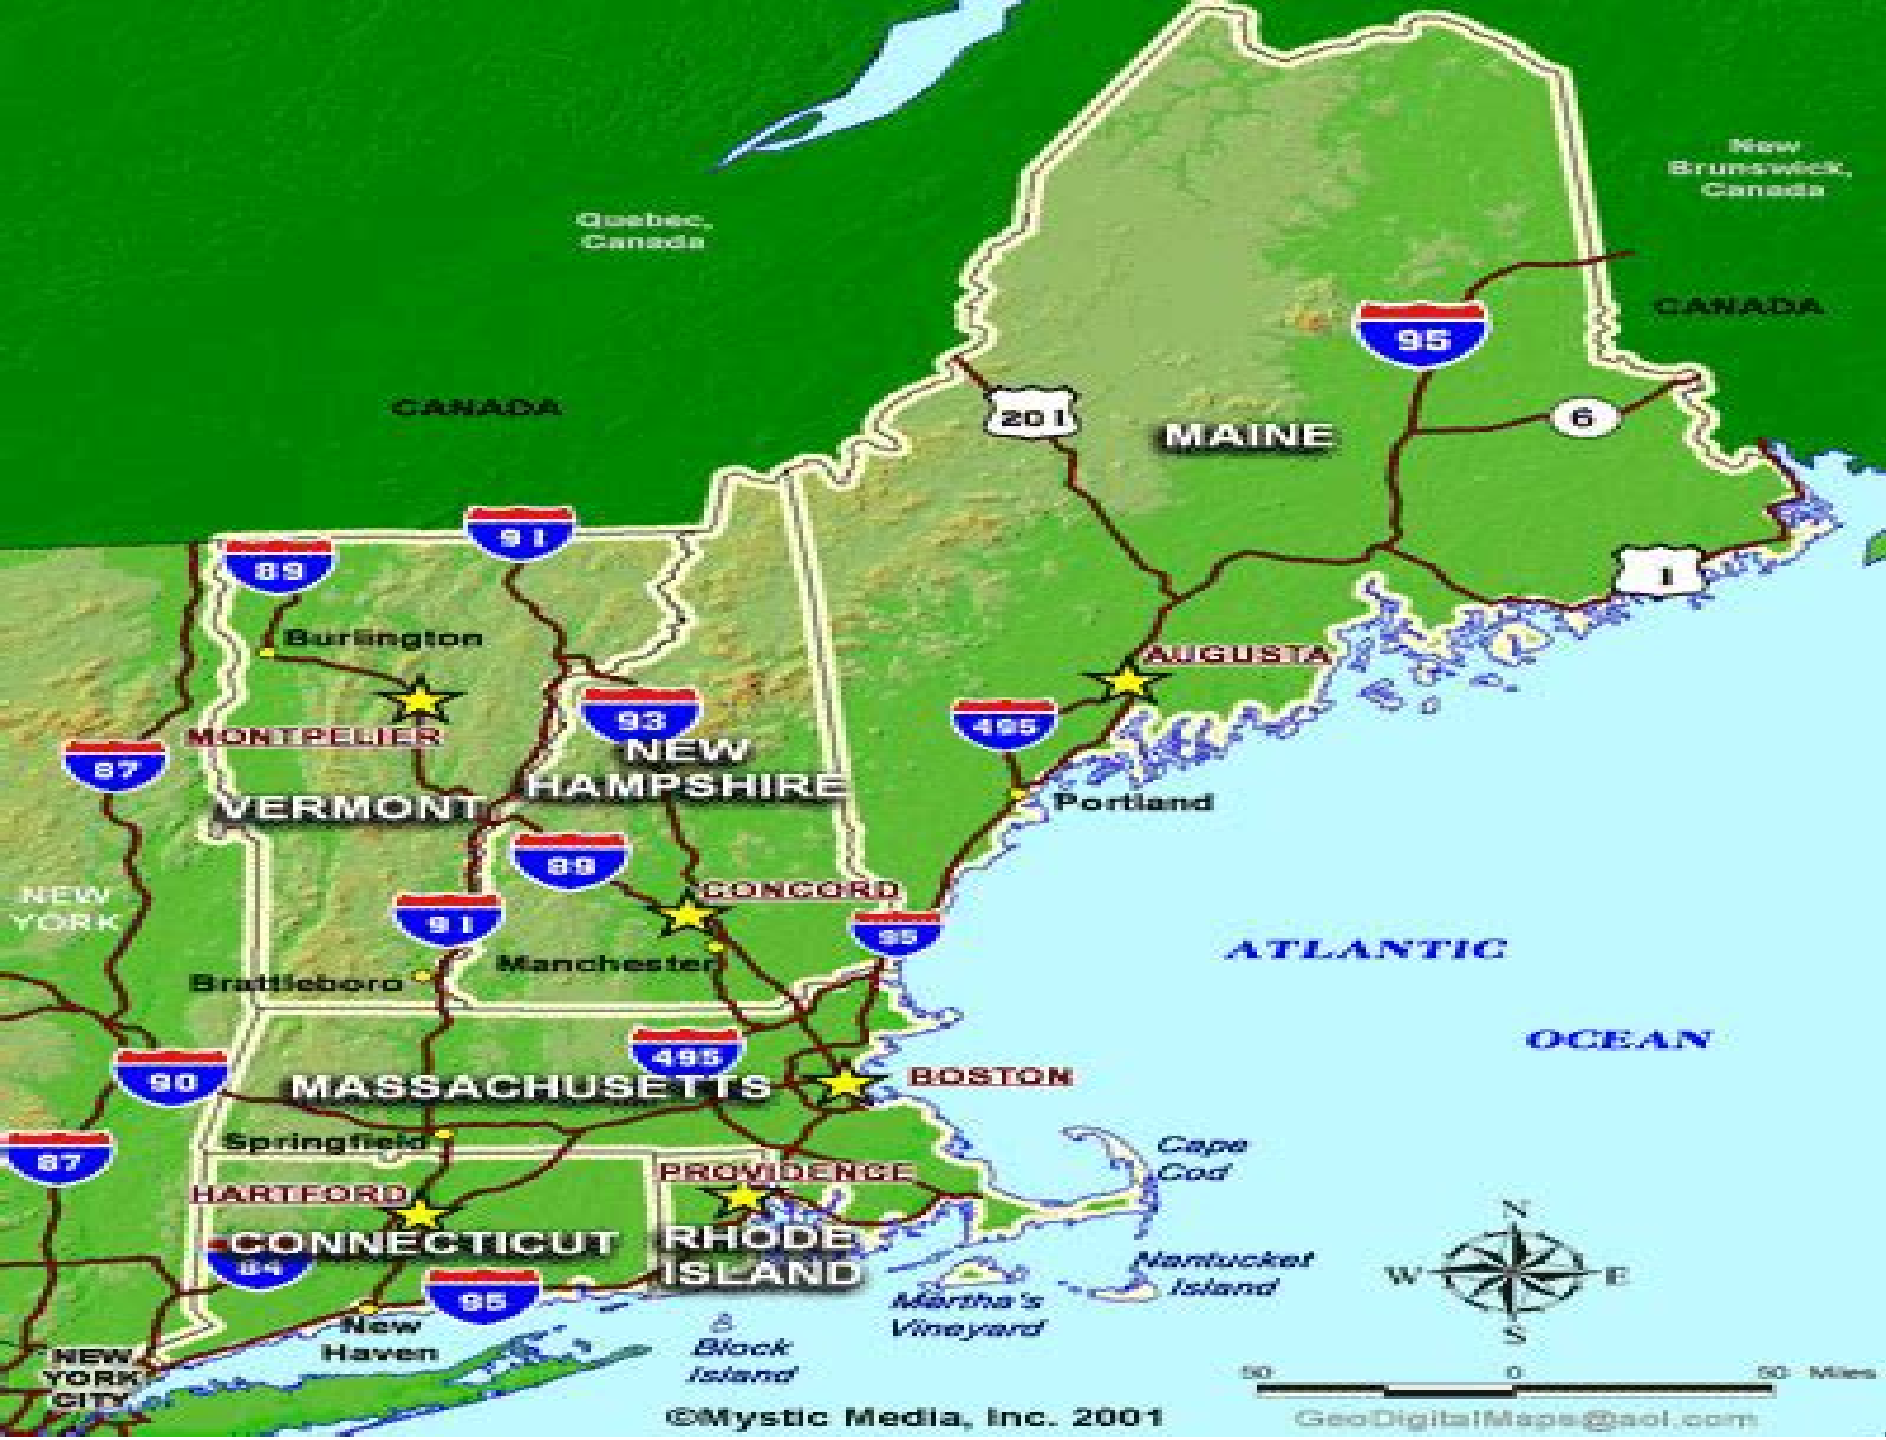 New
Brunswick,
Canada
Quebec,
Canada
CANADA
95
CANADA
201
6
MAINE
91
89
1
Burlington
AUGUSTA
93
495
MONTPELIER
87
NEW
HAMPSHIRE
VERMONT
Portland
89
CONCORD
NEW
YORK
91
95
Manchester
Brattleboro
ATLANTIC
OCEAN
495
90
MASSACHUSETTS
BOSTON
Springfield
Cape
Cod
87
PROVIDENCE
HARTFORD
CONNECTICUT
RHODE
ISLAND
84
95
N
W
E
S
Nantucket
Island
Martha's
Vineyard
New
Haven
Block
Island
NEW
YORK
CITY
50 0 50 Miles
©Mystic Media, Inc. 2001
GeoDigitalMaps@aol.com